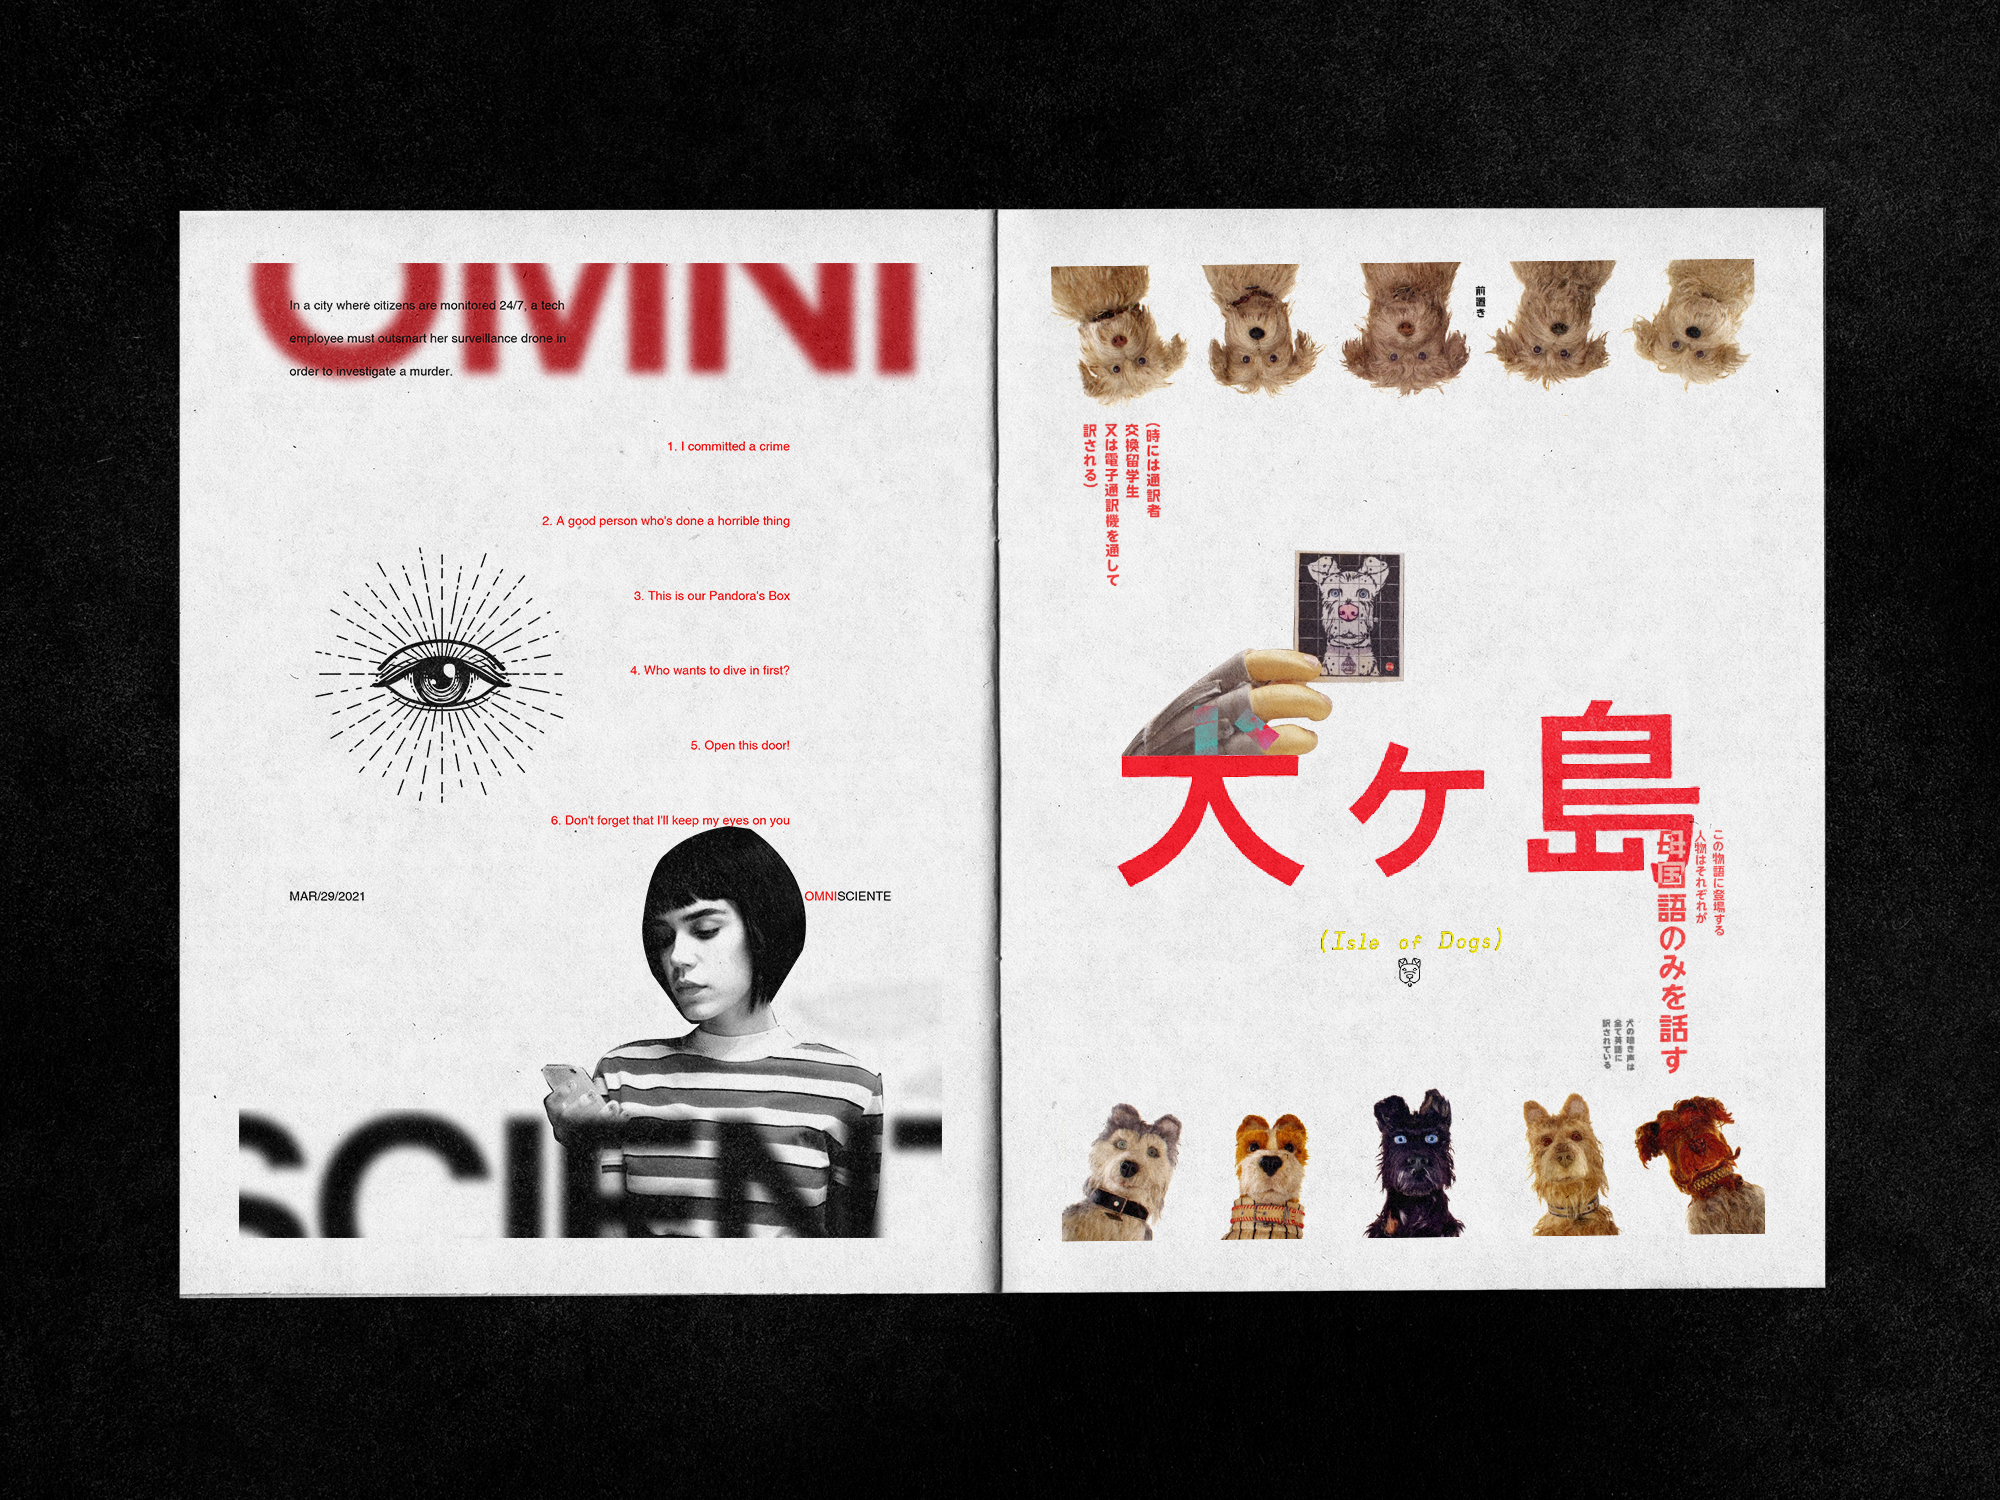 OMNI
In a city where citizens are monitored 24/7, a tech
employee must outsmart her surveillance drone in
order to investigate a murder.
1. I committed a crime
2. A good person who's done a horrible thing
3. This is our Pandora's Box
4. Who wants to dive in first?
5. Open this door!
6. Don't forget that I'll keep my eyes on you
MAR/29/2021
OMNISCIENTE
SCIENT
前置き
(時には通訳者
交換留学生
又は電子通訳機を通して
訳される)
犬ヶ島
(Isle of Dogs)
この物語に登場する
人物はそれぞれが
母国語のみを話す
犬の鳴き声は
全て英語に
訳されている